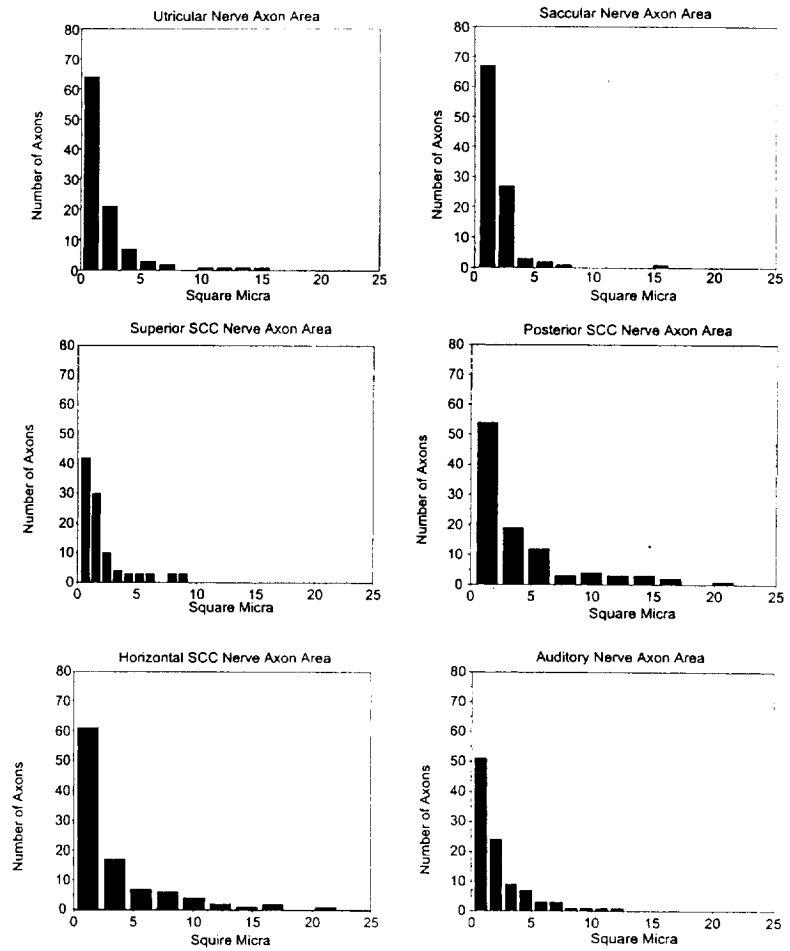 Utricular Nerve Axon Area
80
70
60
50
40
30
20
10
0
Number of Axons
0 5 10 15 20 25
Square Micra
Saccular Nerve Axon Area
80
70
60
50
40
30
20
10
0
Number of Axons
0 5 10 15 20 25
Square Micra
Superior SCC Nerve Axon Area
80
70
60
50
40
30
20
10
0
Number of Axons
0 5 10 15 20 25
Square Micra
Posterior SCC Nerve Axon Area
80
70
60
50
40
30
20
10
0
Number of Axons
0 5 10 15 20 25
Square Micra
Horizontal SCC Nerve Axon Area
80
70
60
50
40
30
20
10
0
Number of Axons
0 5 10 15 20 25
Squire Micra
Auditory Nerve Axon Area
80
70
60
50
40
30
20
10
0
Number of Axons
0 5 10 15 20 25
Square Micra